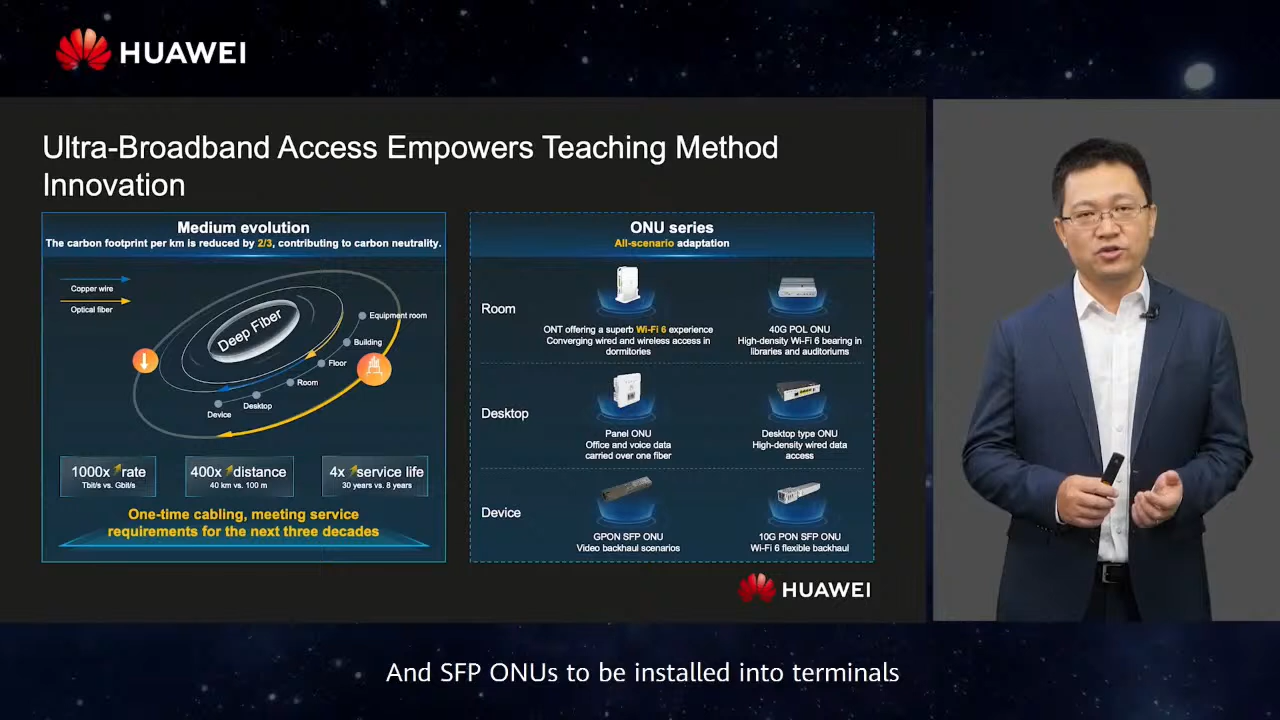 HUAWEI
Ultra-Broadband Access Empowers Teaching Method
Innovation
Medium evolution
The carbon footprint per km is reduced by 2/3, contributing to carbon neutrality.
Copper wire
Optical fiber
Deep Fiber
Equipment room
Building
Floor
Room
Desktop
Device
1000x rate
Tbit/s vs. Gbit/s
400x distance
40 km vs. 100 m
4x service life
30 years vs. 8 years
One-time cabling, meeting service
requirements for the next three decades
ONU series
All-scenario adaptation
Room
ONT offering a superb Wi-Fi 6 experience
Converging wired and wireless access in
dormitories
40G POL ONU
High-density Wi-Fi 6 bearing in
libraries and auditoriums
Desktop
Panel ONU
Office and voice data
carried over one fiber
Desktop type ONU
High-density wired data
access
Device
GPON SFP ONU
Video backhaul scenarios
10G PON SFP ONU
Wi-Fi 6 flexible backhaul
HUAWEI
And SFP ONUs to be installed into terminals